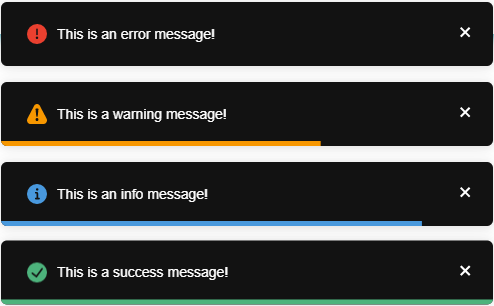 This is an error message!
This is a warning message!
This is an info message!
This is a success message!